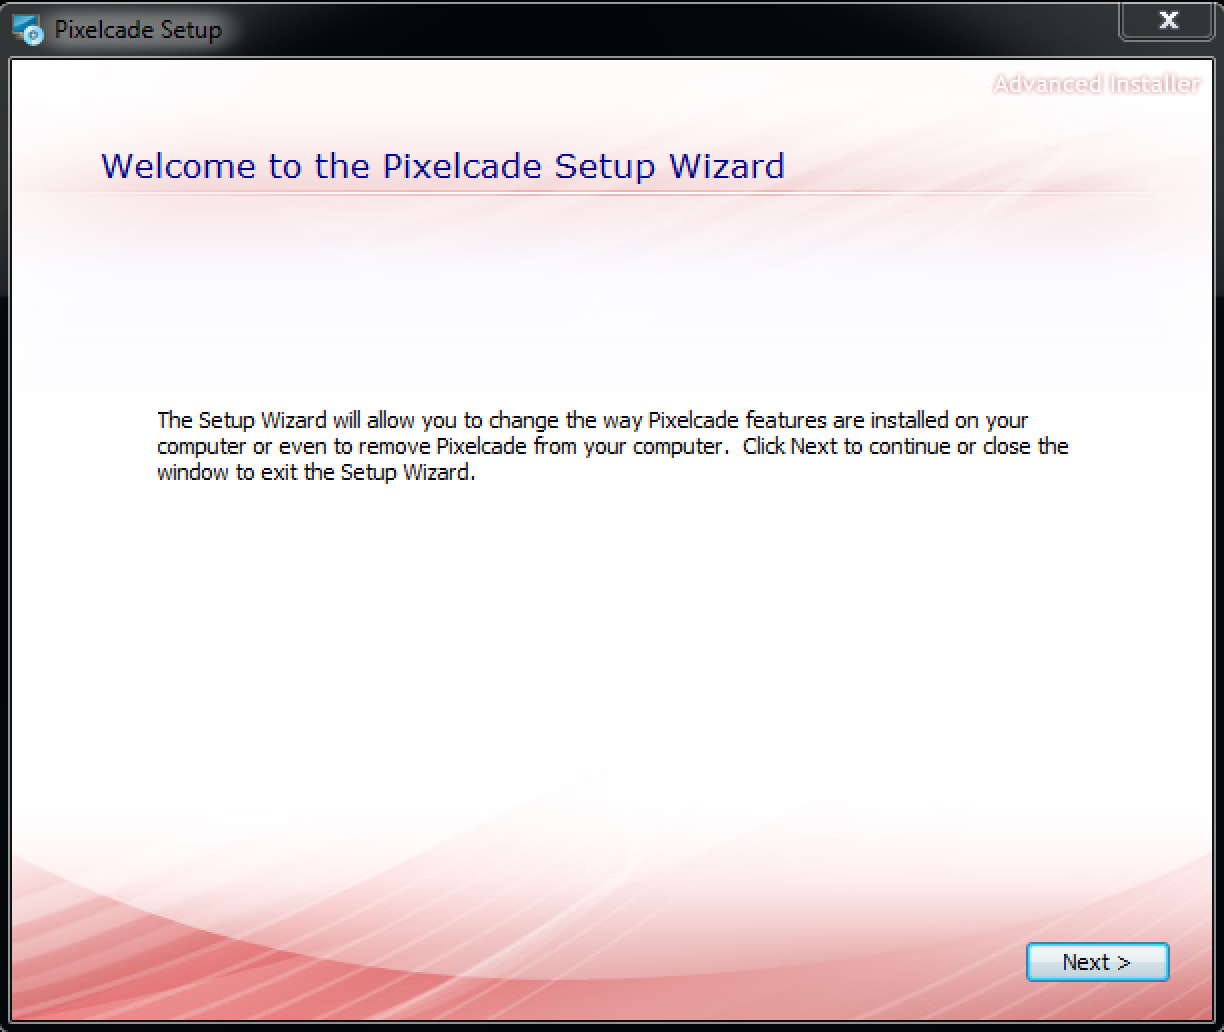 Pixelcade Setup
Advanced Installer
Welcome to the Pixelcade Setup Wizard
The Setup Wizard will allow you to change the way Pixelcade features are installed on your
computer or even to remove Pixelcade from your computer.  Click Next to continue or close the
window to exit the Setup Wizard.
Next >